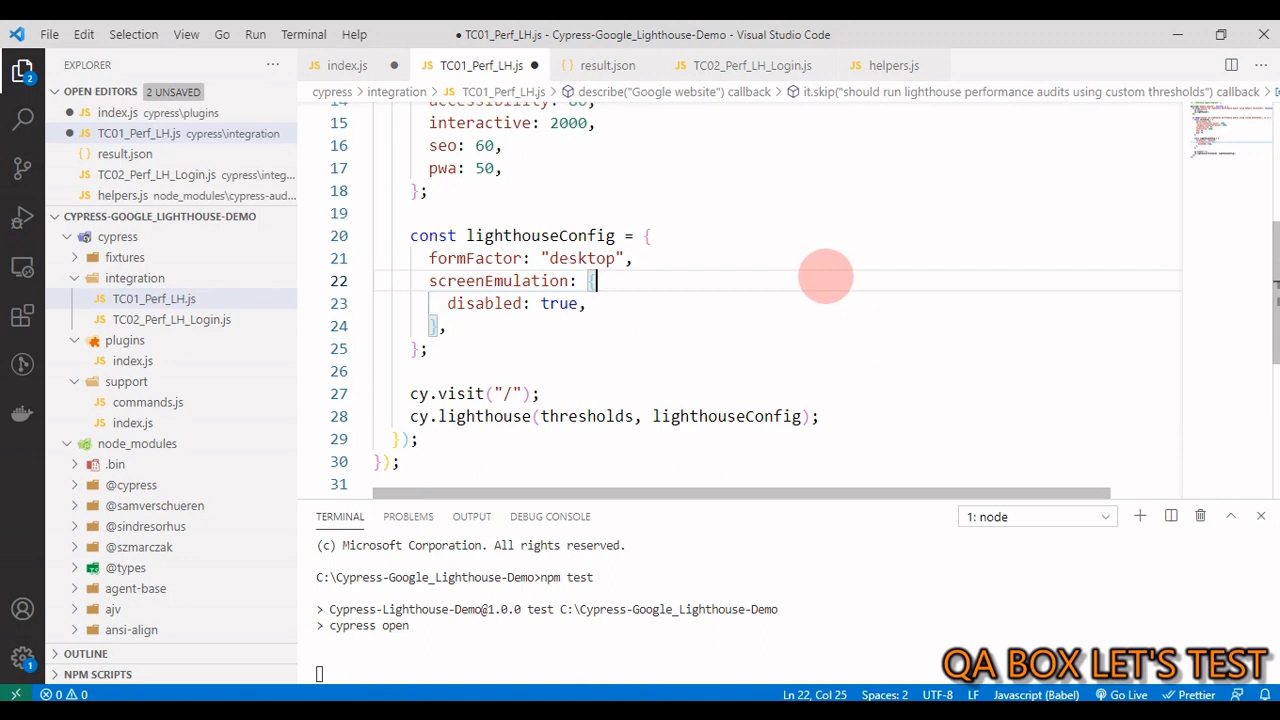 File Edit Selection View Go Run Terminal Help
● TC01_Perf_LH.js - Cypress-Google_Lighthouse-Demo - Visual Studio Code
EXPLORER ···
JS index.js ● JS TC01_Perf_LH.js ● {} result.json JS TC02_Perf_LH_Login.js JS helpers.js
OPEN EDITORS 2 UNSAVED
cypress > integration > JS TC01_Perf_LH.js > describe("Google website") callback > it.skip("should run lighthouse performance audits using custom thresholds") callback >
● JS index.js cypress\plugins
● JS TC01_Perf_LH.js cypress\integration
{} result.json
JS TC02_Perf_LH_Login.js cypress\integ...
JS helpers.js node_modules\cypress-aud...
CYPRESS-GOOGLE_LIGHTHOUSE-DEMO
cypress
fixtures
integration
JS TC01_Perf_LH.js
JS TC02_Perf_LH_Login.js
plugins
JS index.js
support
JS commands.js
JS index.js
node_modules
.bin
@cypress
@samverschueren
@sindresorhus
@szmarczak
@types
agent-base
ajv
ansi-align
OUTLINE
NPM SCRIPTS
14 accessibility: 80,
15 interactive: 2000,
16 seo: 60,
17 pwa: 50,
18 };
19
20 const lighthouseConfig = {
21 formFactor: "desktop",
22 screenEmulation: {
23 disabled: true,
24 },
25 };
26
27 cy.visit("/");
28 cy.lighthouse(thresholds, lighthouseConfig);
29 });
30 });
31
TERMINAL PROBLEMS OUTPUT DEBUG CONSOLE 1: node
(c) Microsoft Corporation. All rights reserved.
C:\Cypress-Google_Lighthouse-Demo>npm test
> Cypress-Lighthouse-Demo@1.0.0 test C:\Cypress-Google_Lighthouse-Demo
> cypress open
QA BOX LET'S TEST
0 0 Ln 22, Col 25 Spaces: 2 UTF-8 LF Javascript (Babel) Go Live Prettier